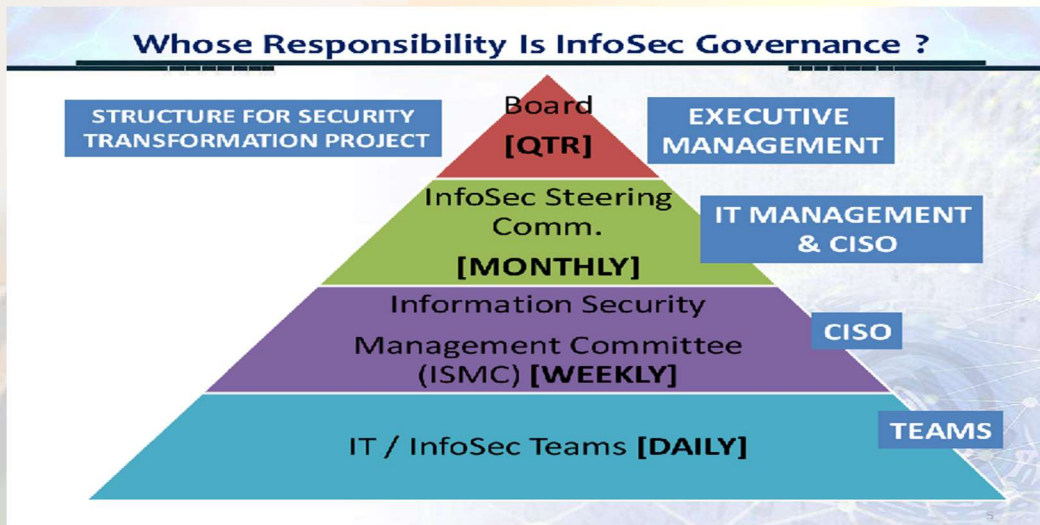 Whose Responsibility Is InfoSec Governance ?
STRUCTURE FOR SECURITY
TRANSFORMATION PROJECT
Board
[QTR]
EXECUTIVE
MANAGEMENT
InfoSec Steering
Comm.
[MONTHLY]
IT MANAGEMENT
& CISO
Information Security
Management Committee
(ISMC) [WEEKLY]
CISO
IT / InfoSec Teams [DAILY]
TEAMS
5